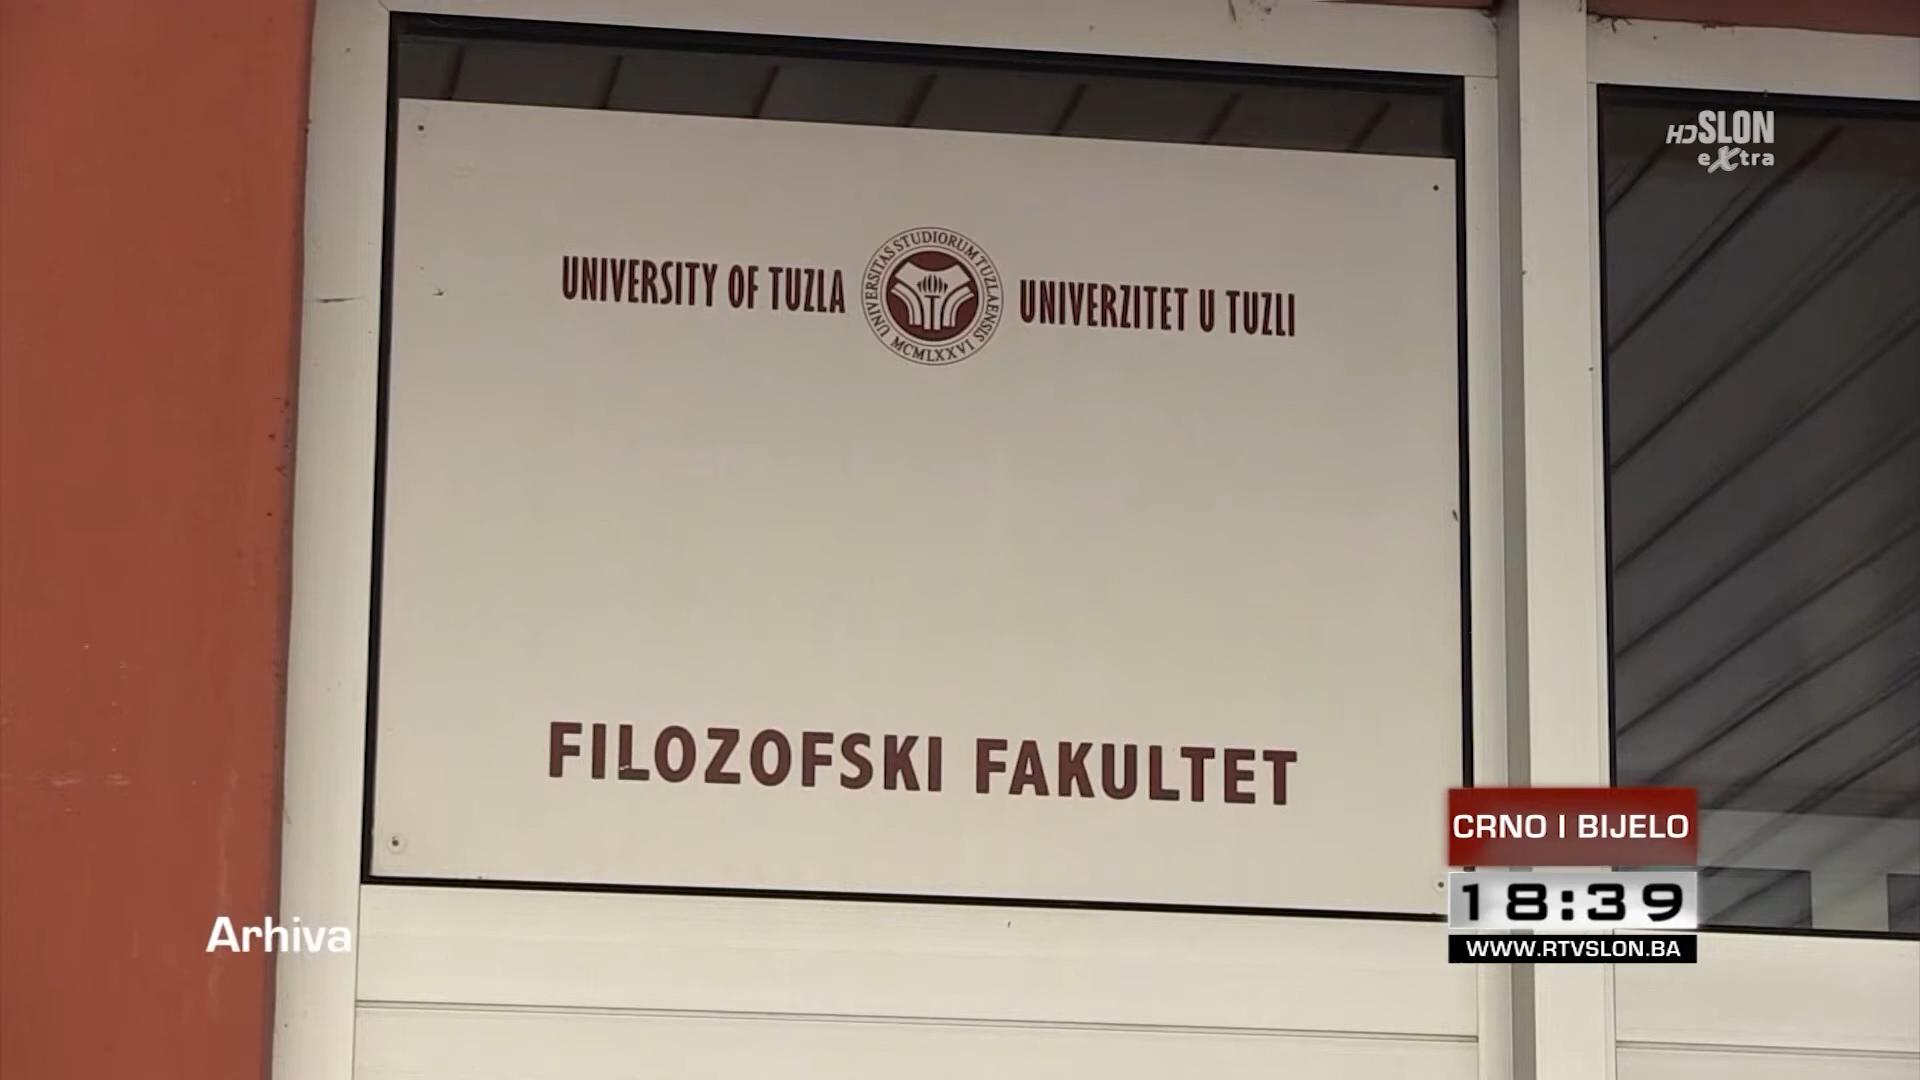 HD SLON
eXtra
UNIVERSITY OF TUZLA
UNIVERSITAS STUDIORUM TUZLAENSIS
MCMLXXVI
UNIVERZITET U TUZLI
FILOZOFSKI FAKULTET
CRNO I BIJELO
18:39
WWW.RTVSLON.BA
Arhiva